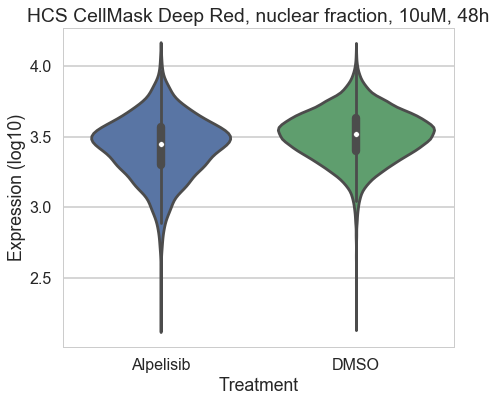 HCS CellMask Deep Red, nuclear fraction, 10uM, 48h
4.0
3.5
3.0
2.5
Expression (log10)
Alpelisib
DMSO
Treatment